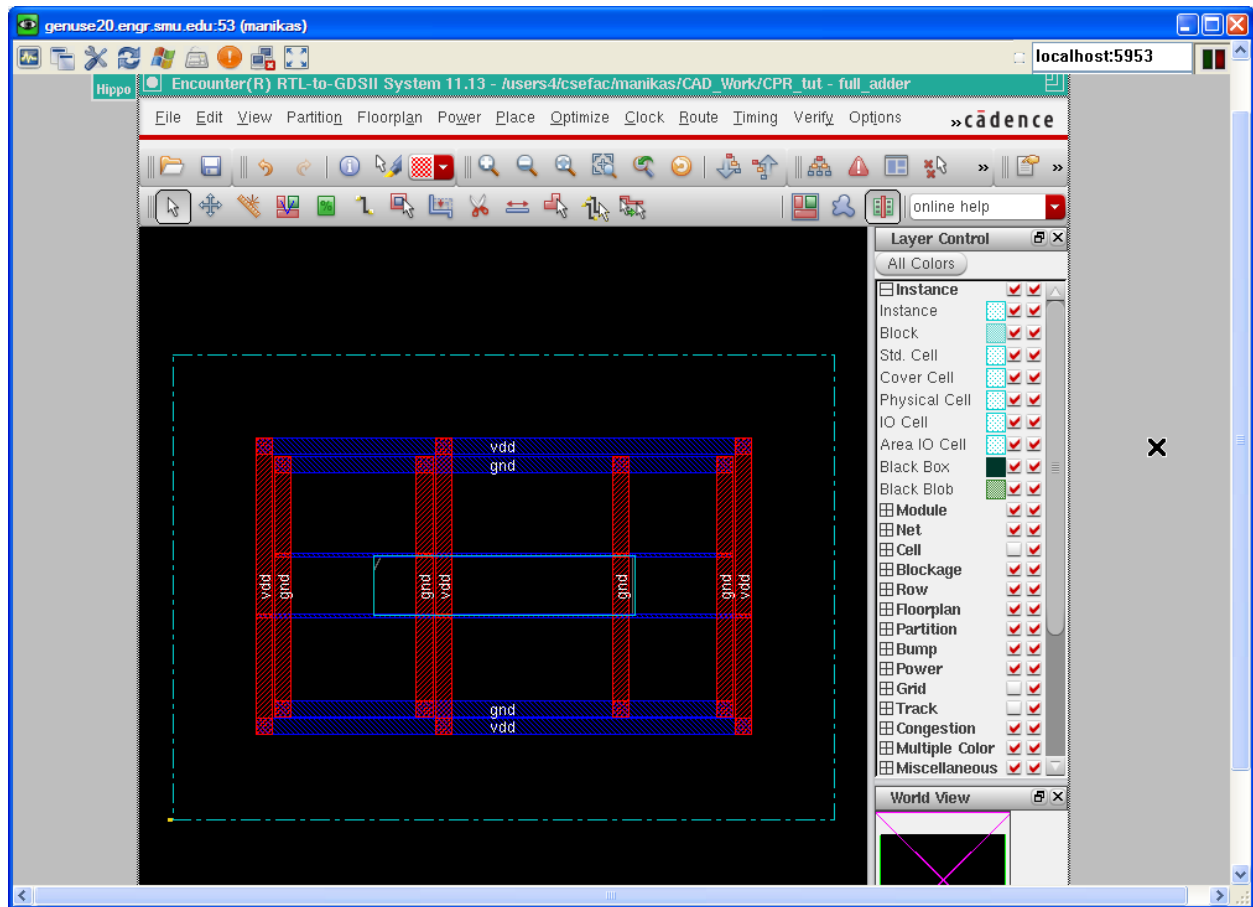 genuse20.engr.smu.edu:53 (manikas)
localhost:5953
Hippo
Encounter(R) RTL-to-GDSII System 11.13 - /users4/csefac/manikas/CAD_Work/CPR_tut - full_adder
File Edit View Partition Floorplan Power Place Optimize Clock Route Timing Verify Options » cādence
» »
online help
Layer Control
All Colors
Instance
Instance
Block
Std. Cell
Cover Cell
Physical Cell
IO Cell
Area IO Cell
Black Box
Black Blob
Module
Net
Cell
Blockage
Row
Floorplan
Partition
Bump
Power
Grid
Track
Congestion
Multiple Color
Miscellaneous
World View
vdd
gnd
vdd gnd gnd vdd gnd gnd vdd
gnd
vdd